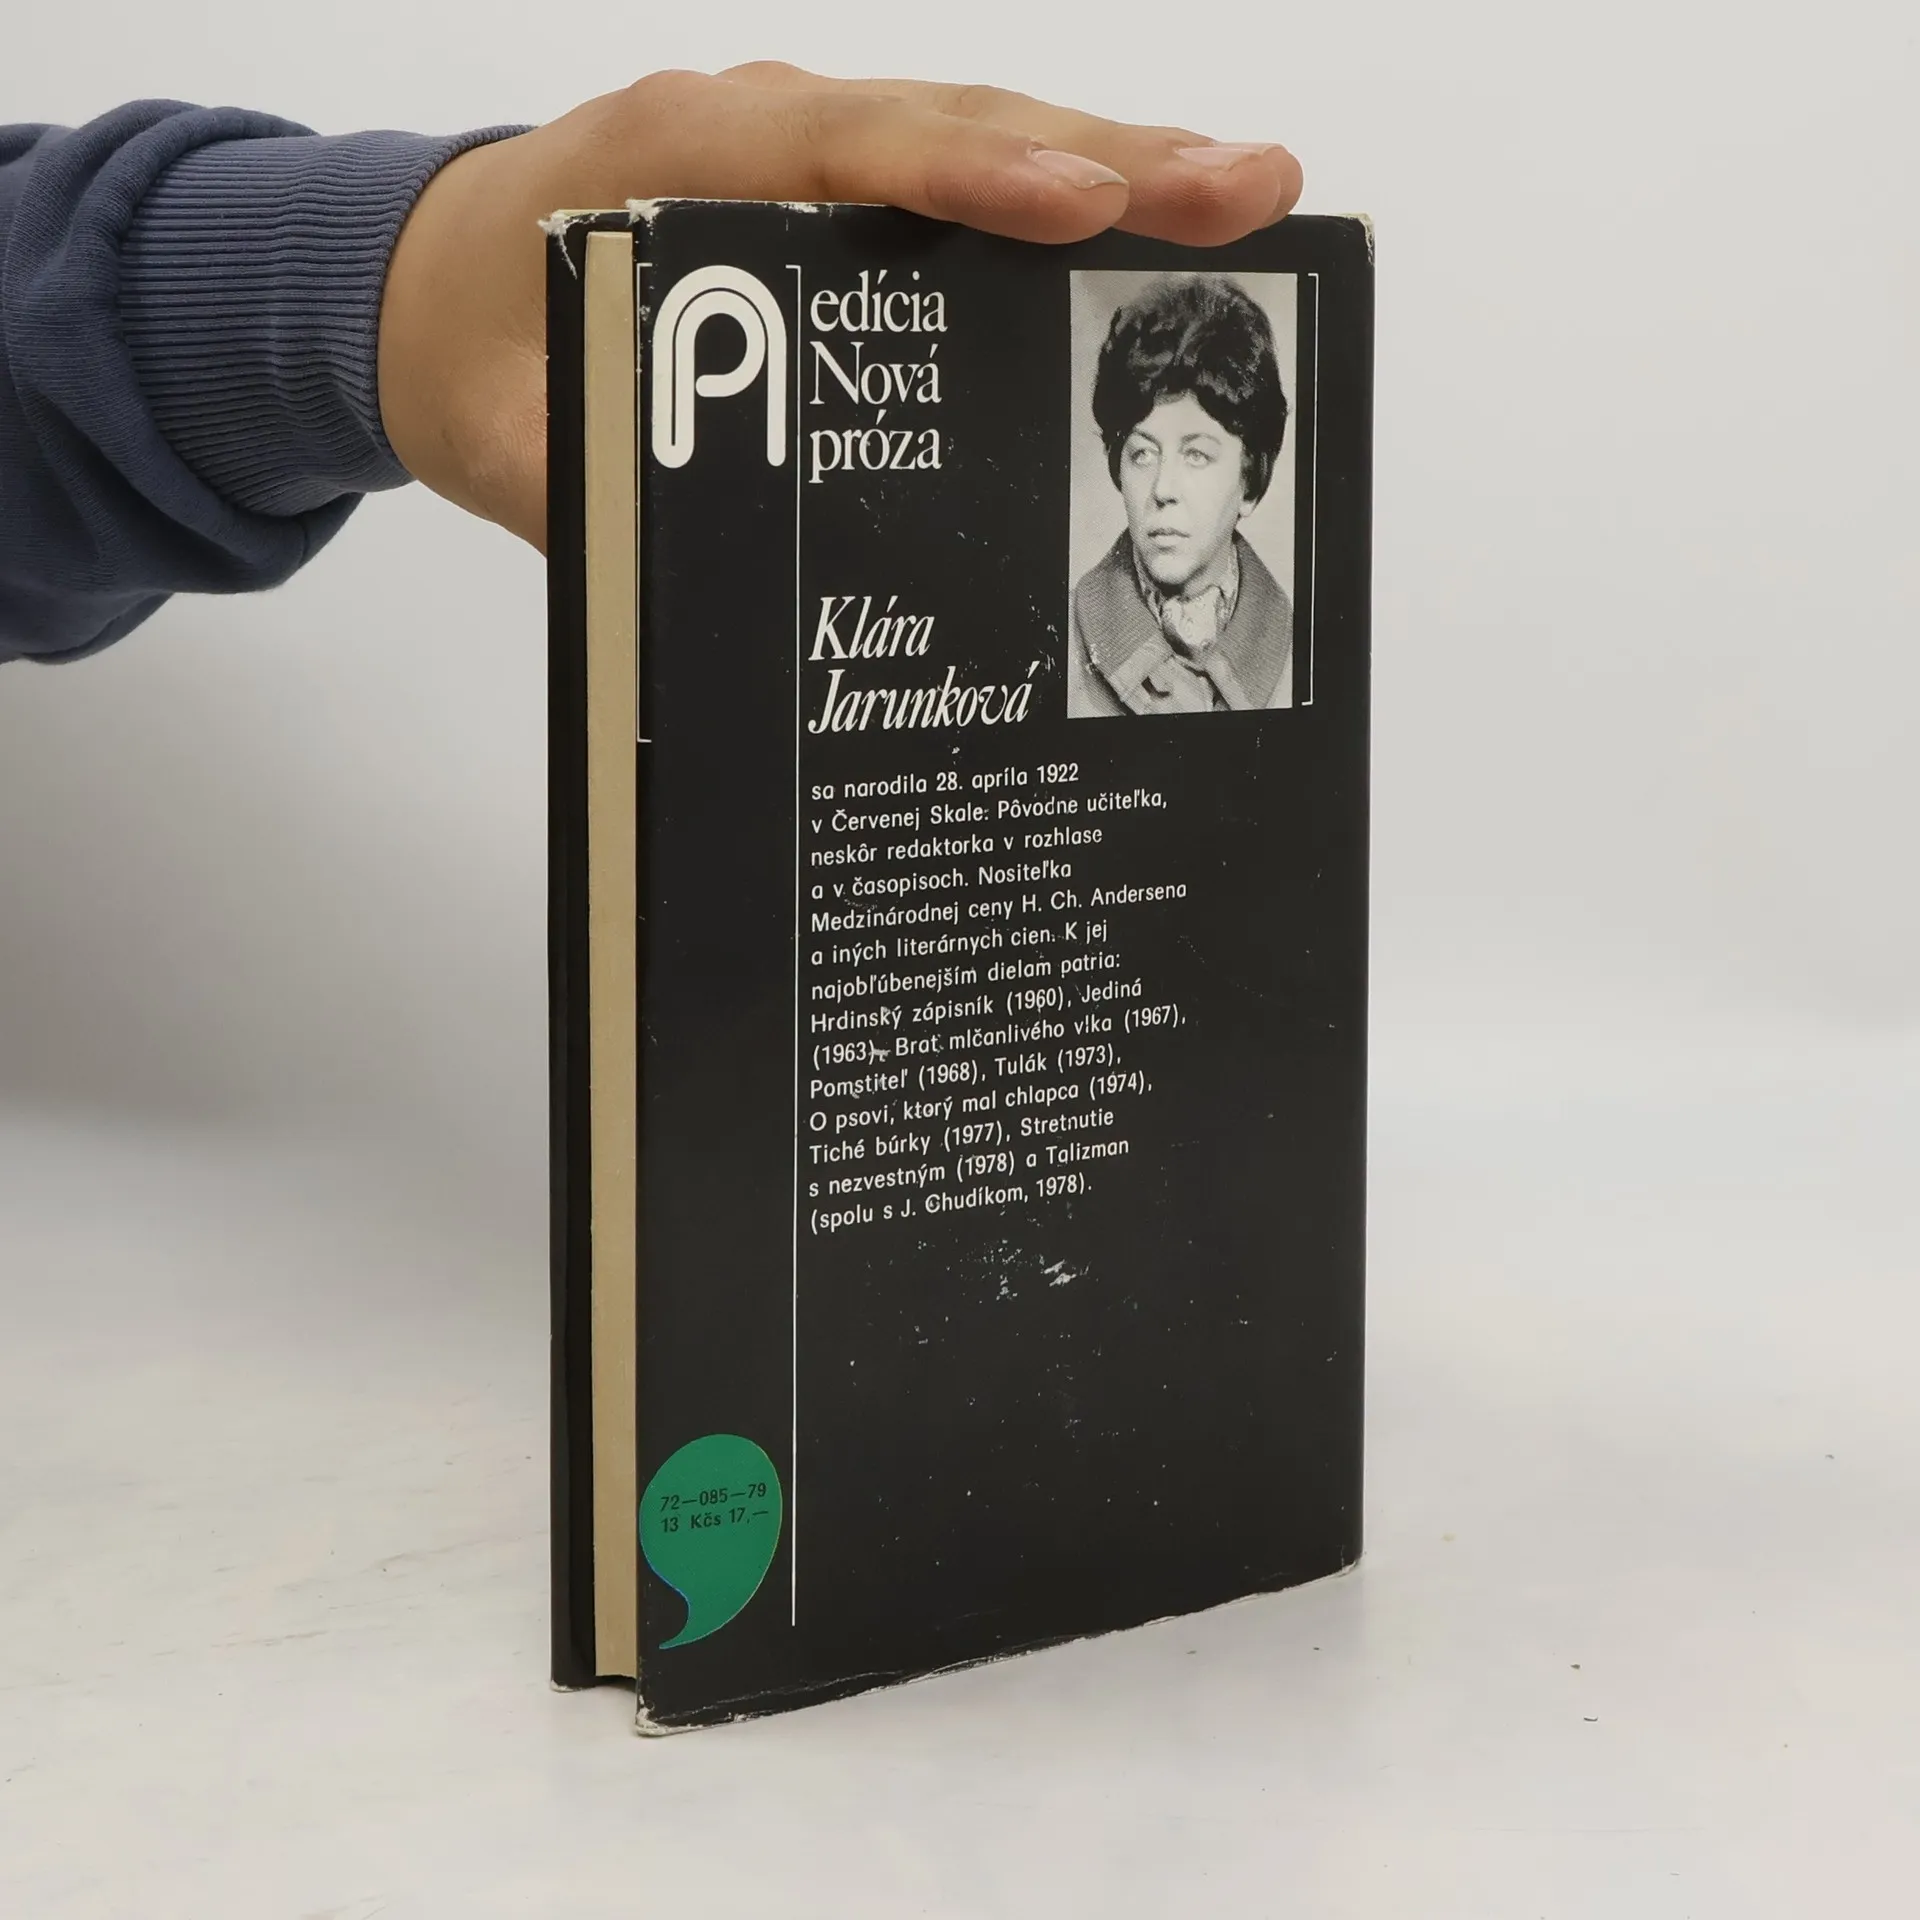 edícia
Nová
próza
Klára
Jarunková
sa narodila 28. apríla 1922
v Červenej Skale. Pôvodne učiteľka,
neskôr redaktorka v rozhlase
a v časopisoch. Nositeľka
Medzinárodnej ceny H. Ch. Andersena
a iných literárnych cien. K jej
najobľúbenejším dielam patria:
Hrdinský zápisník (1960), Jediná
(1963), Brat mlčanlivého vlka (1967),
Pomstiteľ (1968), Tulák (1973),
O psovi, ktorý mal chlapca (1974),
Tiché búrky (1977), Stretnutie
s nezvestným (1978) a Talizman
(spolu s J. Chudíkom, 1978).
72—085—79
13 Kčs 17,—